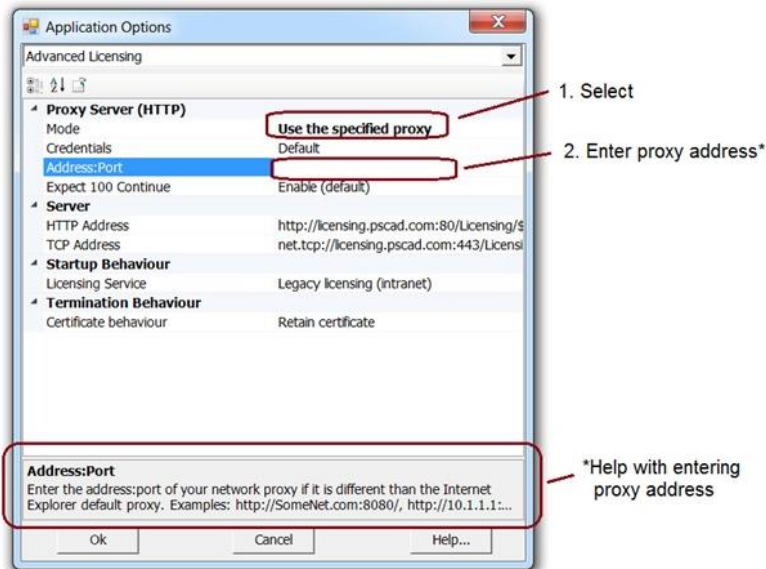 Application Options
X
Advanced Licensing
Proxy Server (HTTP)
Mode Use the specified proxy
1. Select
Credentials Default
Address:Port
2. Enter proxy address*
Expect 100 Continue Enable (default)
Server
HTTP Address http://licensing.pscad.com:80/Licensing/$
TCP Address net.tcp://licensing.pscad.com:443/Licensi
Startup Behaviour
Licensing Service Legacy licensing (intranet)
Termination Behaviour
Certificate behaviour Retain certificate
Address:Port
Enter the address:port of your network proxy if it is different than the Internet
Explorer default proxy. Examples: http://SomeNet.com:8080/, http://10.1.1.1:...
*Help with entering
proxy address
Ok Cancel Help...